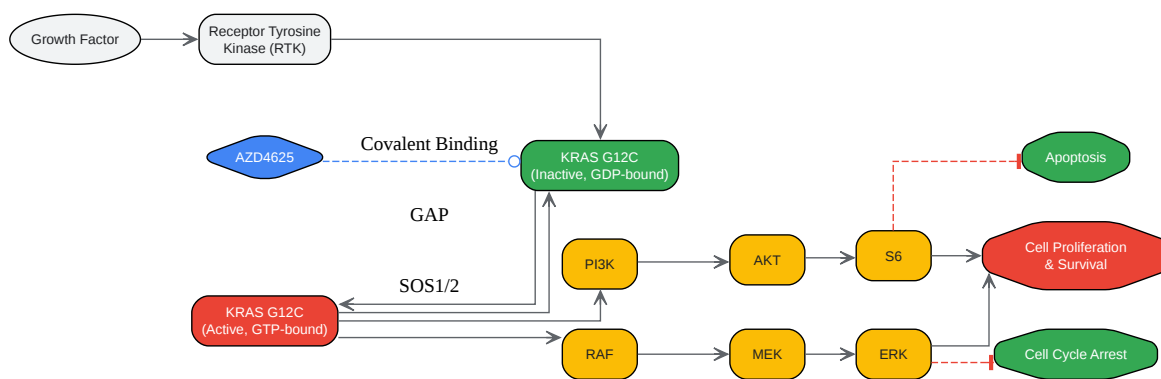 Growth Factor
Receptor Tyrosine
Kinase (RTK)
AZD4625
Covalent Binding
KRAS G12C
(Inactive, GDP-bound)
Apoptosis
GAP
PI3K
AKT
S6
Cell Proliferation
& Survival
SOS1/2
KRAS G12C
(Active, GTP-bound)
RAF
MEK
ERK
Cell Cycle Arrest